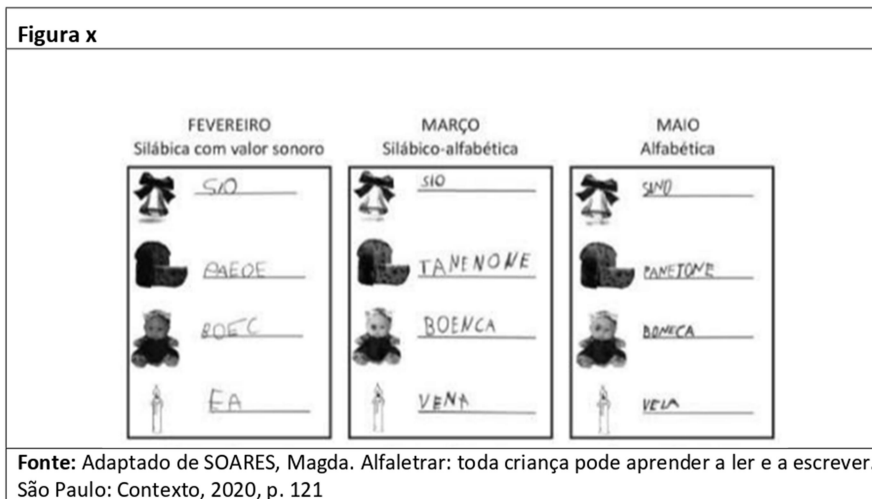 Figura x
FEVEREIRO
Silábica com valor sonoro
SIO
PAEOE
BOEC
EA
MARÇO
Silábico-alfabética
SIO
TANENONE
BOENCA
VENA
MAIO
Alfabética
SINO
PANETONE
BONECA
VELA
Fonte: Adaptado de SOARES, Magda. Alfaletrar: toda criança pode aprender a ler e a escrever.
São Paulo: Contexto, 2020, p. 121